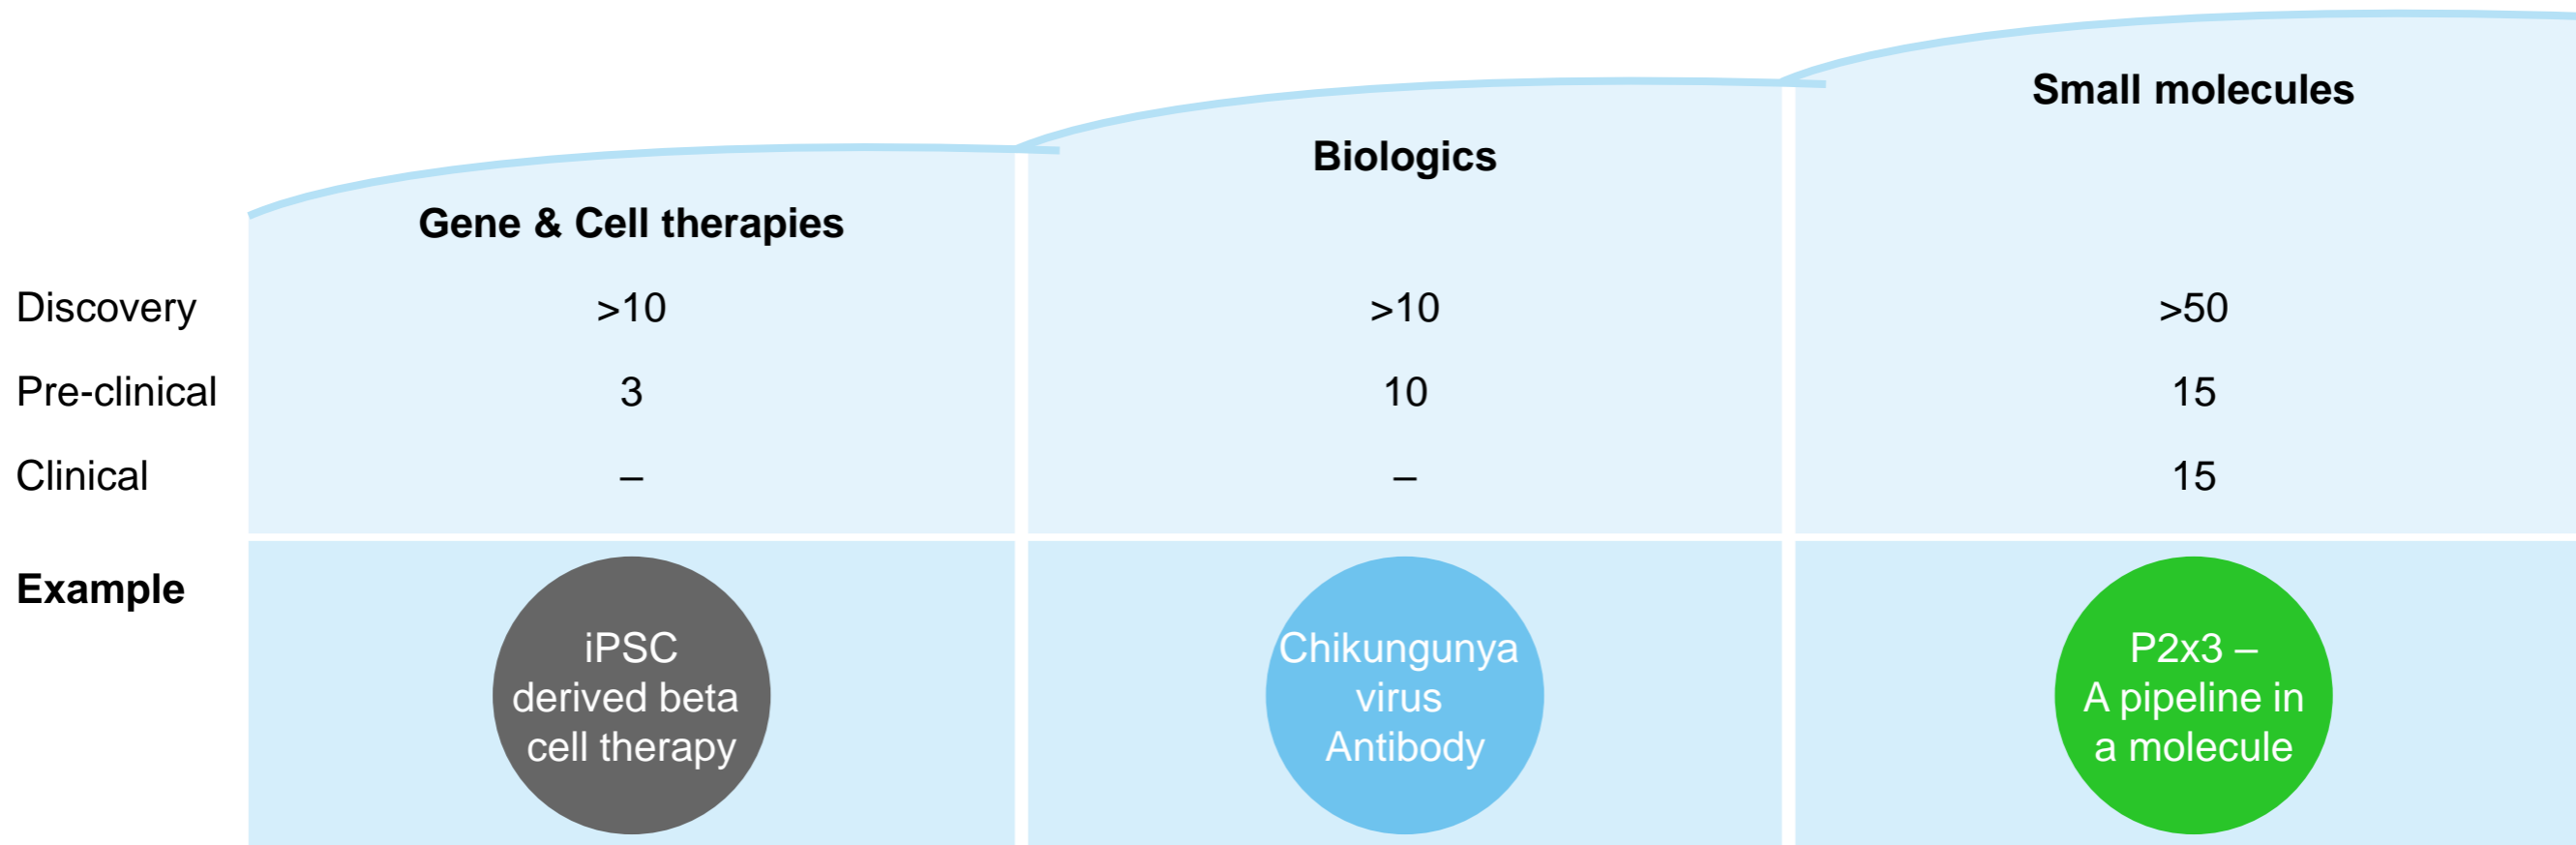 Small molecules
Biologics
Gene & Cell therapies
Discovery >10 >10 >50
Pre-clinical 3 10 15
Clinical – – 15
Example
iPSC
derived beta
cell therapy
Chikungunya
virus
Antibody
P2x3 –
A pipeline in
a molecule